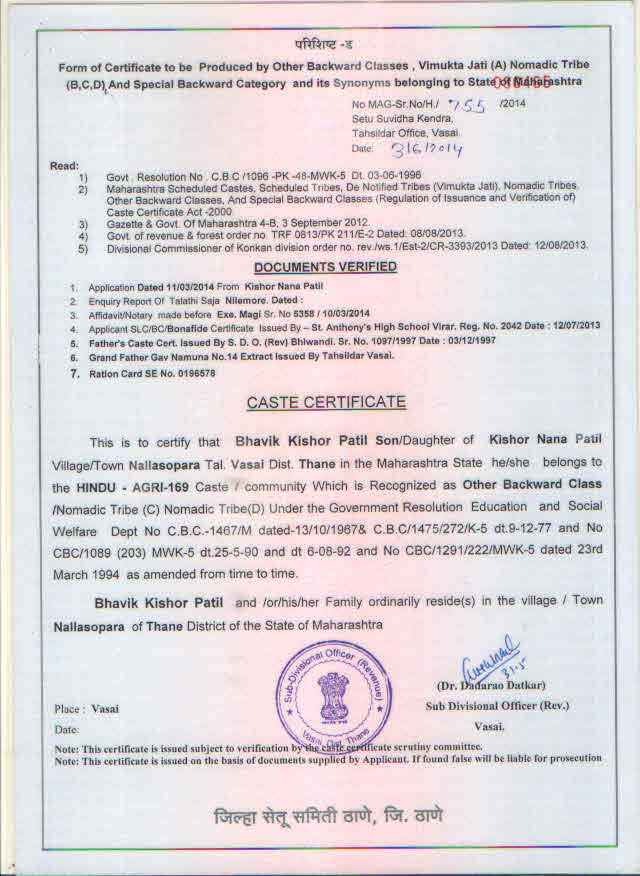 परिशिष्ट -ड
Form of Certificate to be Produced by Other Backward Classes , Vimukta Jati (A) Nomadic Tribe
(B,C,D) And Special Backward Category and its Synonyms belonging to State of Maharashtra
No MAG-Sr.No/H./ 755 /2014
Setu Suvidha Kendra,
Tahsildar Office, Vasai.
Date: 3/6/2014
Read:
1) Govt . Resolution No . C.B.C /1096 -PK -48-MWK-5 Dt. 03-06-1996
2) Maharashtra Scheduled Castes, Scheduled Tribes, De Notified Tribes (Vimukta Jati), Nomadic Tribes,
Other Backward Classes, And Special Backward Classes (Regulation of Issuance and Verification of)
Caste Certificate Act -2000.
3) Gazette & Govt. Of Maharashtra 4-B, 3 September 2012.
4) Govt. of revenue & forest order no. TRF 0813/PK 211/E-2 Dated: 08/08/2013.
5) Divisional Commissioner of Konkan division order no. rev./ws.1/Est-2/CR-3393/2013 Dated: 12/08/2013.
DOCUMENTS VERIFIED
1. Application Dated 11/03/2014 From Kishor Nana Patil
2. Enquiry Report Of Talathi Saja Nilemore. Dated :
3. Affidavit/Notary made before Exe. Magi Sr. No 5358 / 10/03/2014
4. Applicant SLC/BC/Bonafide Certificate Issued By – St. Anthony's High School Virar. Reg. No. 2042 Date : 12/07/2013
5. Father's Caste Cert. Issued By S. D. O. (Rev) Bhiwandi. Sr. No. 1097/1997 Date : 03/12/1997
6. Grand Father Gav Namuna No.14 Extract Issued By Tahsildar Vasai.
7. Ration Card SE No. 0196578
CASTE CERTIFICATE
This is to certify that Bhavik Kishor Patil Son/Daughter of Kishor Nana Patil
Village/Town Nallasopara Tal. Vasai Dist. Thane in the Maharashtra State he/she belongs to
the HINDU - AGRI-169 Caste / community Which is Recognized as Other Backward Class
/Nomadic Tribe (C) Nomadic Tribe(D) Under the Government Resolution Education and Social
Welfare Dept No C.B.C.-1467/M dated-13/10/1967& C.B.C/1475/272/K-5 dt.9-12-77 and No
CBC/1089 (203) MWK-5 dt.25-5-90 and dt 6-08-92 and No CBC/1291/222/MWK-5 dated 23rd
March 1994 as amended from time to time.
Bhavik Kishor Patil and /or/his/her Family ordinarily reside(s) in the village / Town
Nallasopara of Thane District of the State of Maharashtra
Sub-Divisional Officer (Revenue)
Vasai, Dist. Thane
31.5
(Dr. Dadarao Datkar)
Place : Vasai
Sub Divisional Officer (Rev.)
Date:
Vasai.
Note: This certificate is issued subject to verification by the caste certificate scrutiny committee.
Note: This certificate is issued on the basis of documents supplied by Applicant. If found false will be liable for prosecution
जिल्हा सेतू समिती ठाणे, जि. ठाणे